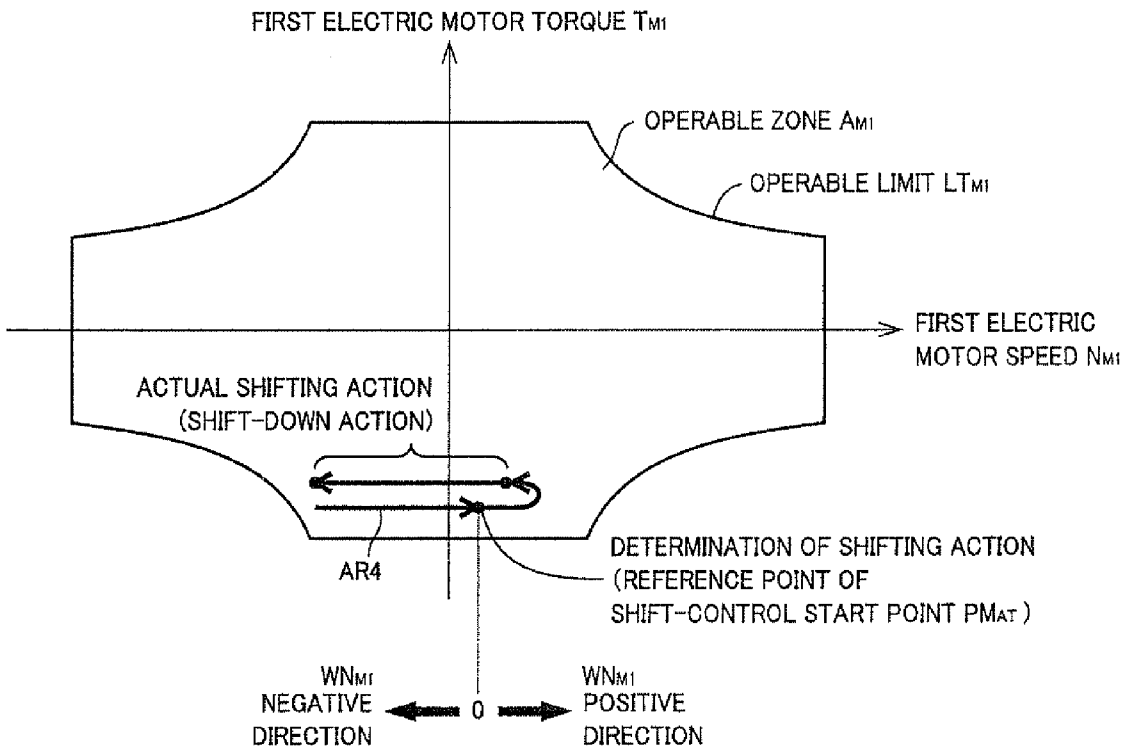 FIRST ELECTRIC MOTOR TORQUE TM1
OPERABLE ZONE AM1
OPERABLE LIMIT LTM1
FIRST ELECTRIC
MOTOR SPEED NM1
ACTUAL SHIFTING ACTION
(SHIFT-DOWN ACTION)
AR4
DETERMINATION OF SHIFTING ACTION
(REFERENCE POINT OF
SHIFT-CONTROL START POINT PMAT)
WNM1
NEGATIVE
DIRECTION
0
WNM1
POSITIVE
DIRECTION